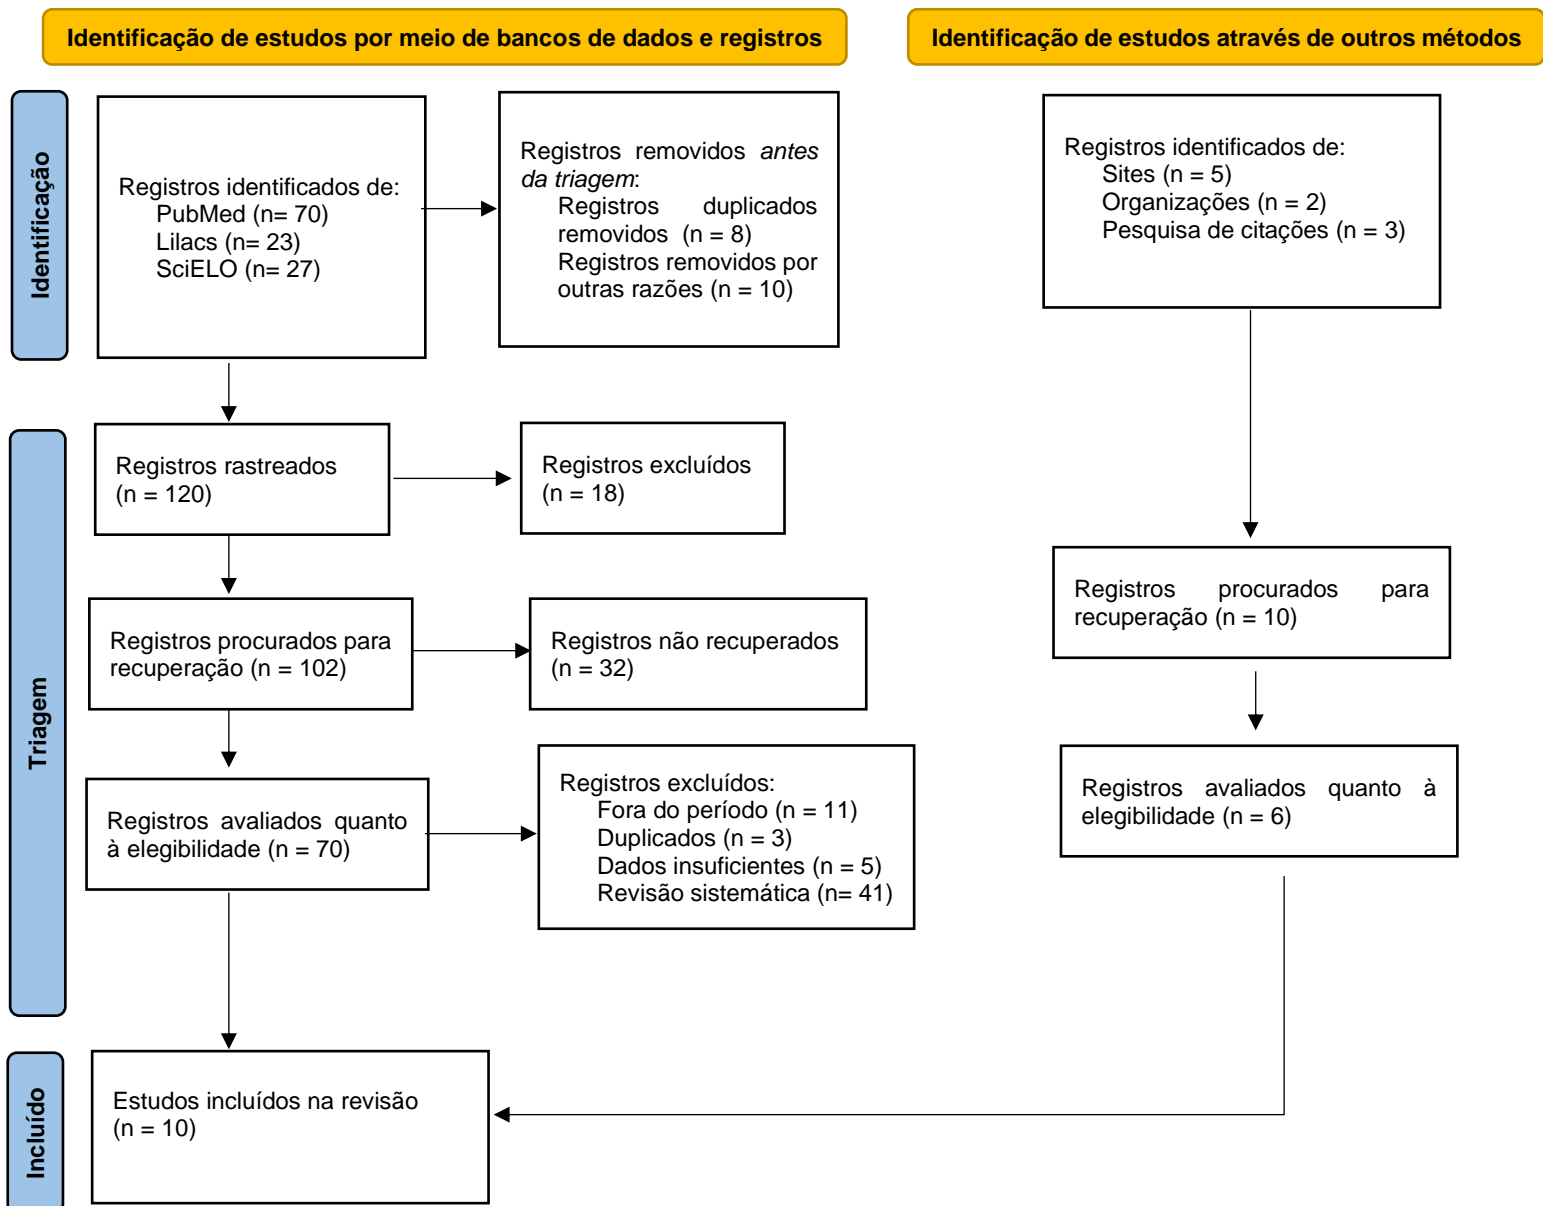 Identificação de estudos por meio de bancos de dados e registros
Identificação de estudos através de outros métodos
Identificação
Registros identificados de:
PubMed (n= 70)
Lilacs (n= 23)
SciELO (n= 27)
Registros removidos antes
da triagem:
Registros duplicados
removidos (n = 8)
Registros removidos por
outras razões (n = 10)
Registros identificados de:
Sites (n = 5)
Organizações (n = 2)
Pesquisa de citações (n = 3)
Triagem
Registros rastreados
(n = 120)
Registros excluídos
(n = 18)
Registros procurados para
recuperação (n = 102)
Registros não recuperados
(n = 32)
Registros procurados para
recuperação (n = 10)
Registros avaliados quanto
à elegibilidade (n = 70)
Registros excluídos:
Fora do período (n = 11)
Duplicados (n = 3)
Dados insuficientes (n = 5)
Revisão sistemática (n= 41)
Registros avaliados quanto à
elegibilidade (n = 6)
Incluído
Estudos incluídos na revisão
(n = 10)